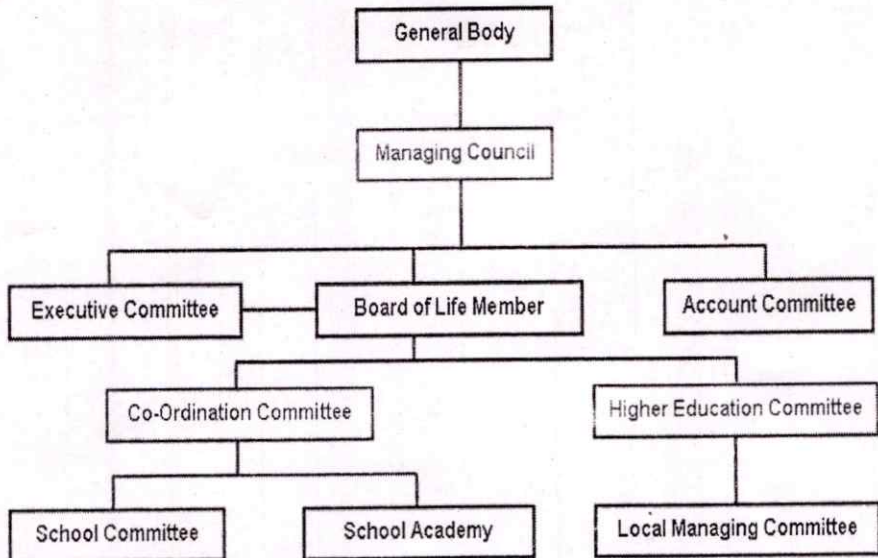 General Body
Managing Council
Executive Committee
Board of Life Member
Account Committee
Co-Ordination Committee
Higher Education Committee
School Committee
School Academy
Local Managing Committee